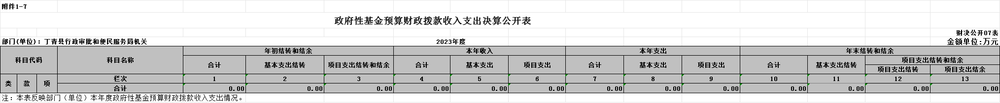 附件1-7
政府性基金预算财政拨款收入支出决算公开表
财决公开07表
部门(单位)：丁青县行政审批和便民服务局机关 2023年度 金额单位:万元
科目代码 科目名称 年初结转和结余 本年收入 本年支出 年末结转和结余
合计 基本支出结转 项目支出结转和结余 合计 基本支出 项目支出 合计 基本支出 项目支出 合计 基本支出结转 项目支出结转和结余
项目支出结转 项目支出结余
类 款 项 栏次 1 2 3 4 5 6 7 8 9 10 11 12 13
合计 0.00 0.00 0.00 0.00 0.00 0.00 0.00 0.00 0.00 0.00 0.00 0.00 0.00
注：本表反映部门（单位）本年度政府性基金预算财政拨款收入支出情况。